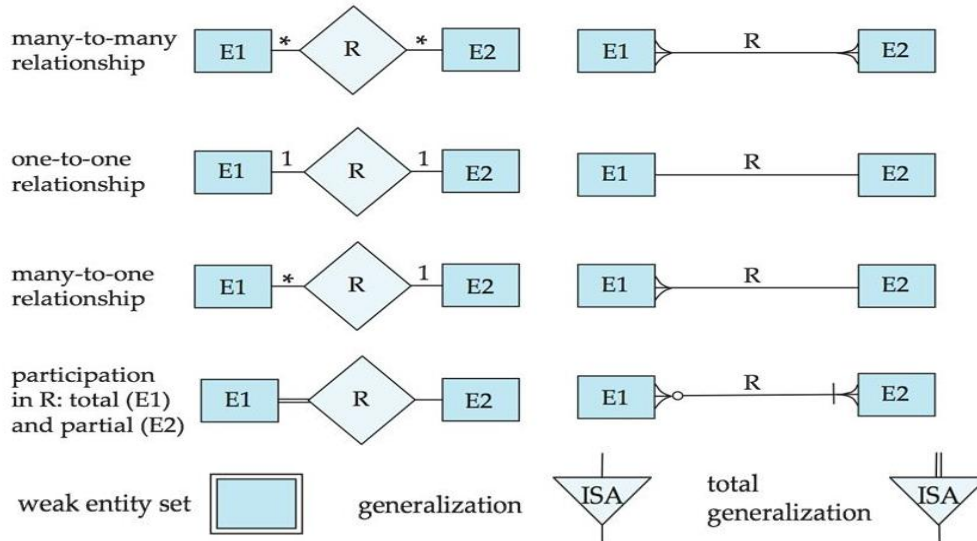 many-to-many
relationship
E1 * R * E2
E1 R E2
one-to-one
relationship
E1 1 R 1 E2
E1 R E2
many-to-one
relationship
E1 * R 1 E2
E1 R E2
participation
in R: total (E1)
and partial (E2)
E1 R E2
E1 R E2
weak entity set
generalization
ISA
total
generalization
ISA